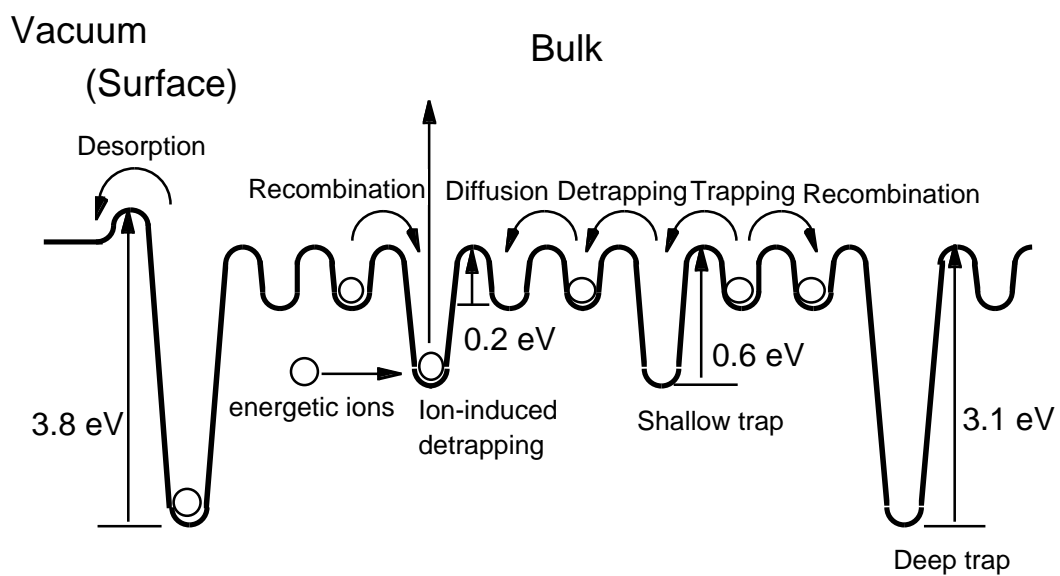 Vacuum
(Surface)
Bulk
Desorption
Recombination
Diffusion
Detrapping
Trapping
Recombination
0.2 eV
0.6 eV
energetic ions
Ion-induced
detrapping
Shallow trap
3.8 eV
3.1 eV
Deep trap